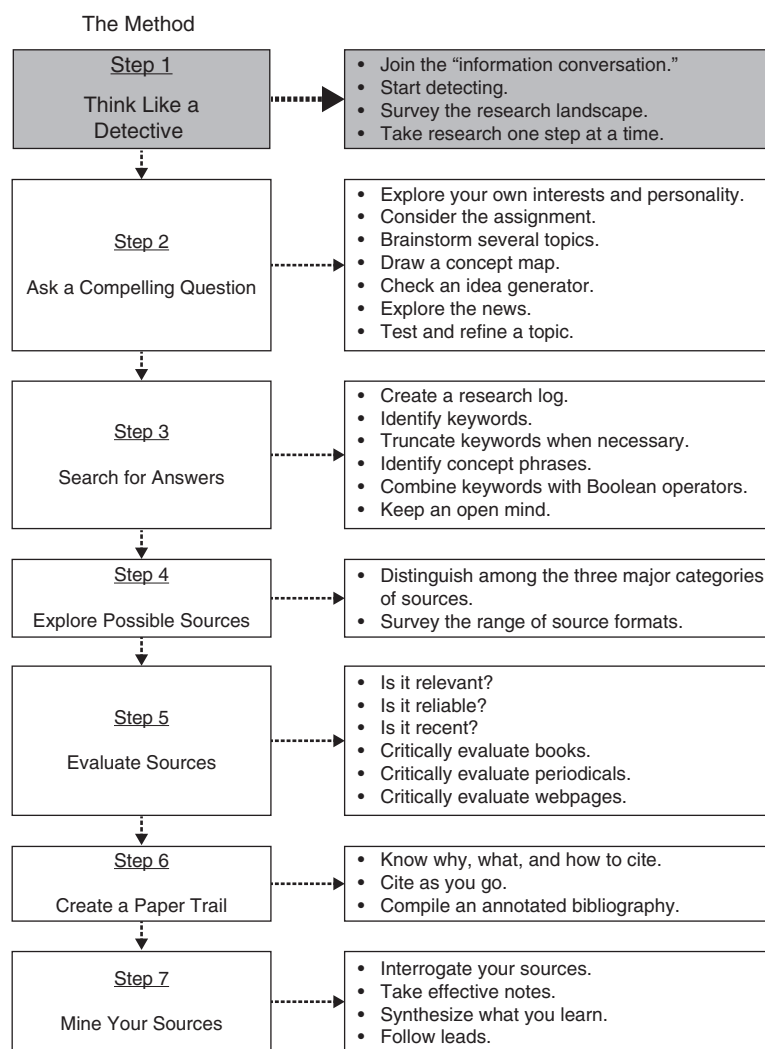 The Method
Step 1
Think Like a
Detective
• Join the “information conversation.”
• Start detecting.
• Survey the research landscape.
• Take research one step at a time.
Step 2
Ask a Compelling Question
• Explore your own interests and personality.
• Consider the assignment.
• Brainstorm several topics.
• Draw a concept map.
• Check an idea generator.
• Explore the news.
• Test and refine a topic.
Step 3
Search for Answers
• Create a research log.
• Identify keywords.
• Truncate keywords when necessary.
• Identify concept phrases.
• Combine keywords with Boolean operators.
• Keep an open mind.
Step 4
Explore Possible Sources
• Distinguish among the three major categories
of sources.
• Survey the range of source formats.
Step 5
Evaluate Sources
• Is it relevant?
• Is it reliable?
• Is it recent?
• Critically evaluate books.
• Critically evaluate periodicals.
• Critically evaluate webpages.
Step 6
Create a Paper Trail
• Know why, what, and how to cite.
• Cite as you go.
• Compile an annotated bibliography.
Step 7
Mine Your Sources
• Interrogate your sources.
• Take effective notes.
• Synthesize what you learn.
• Follow leads.